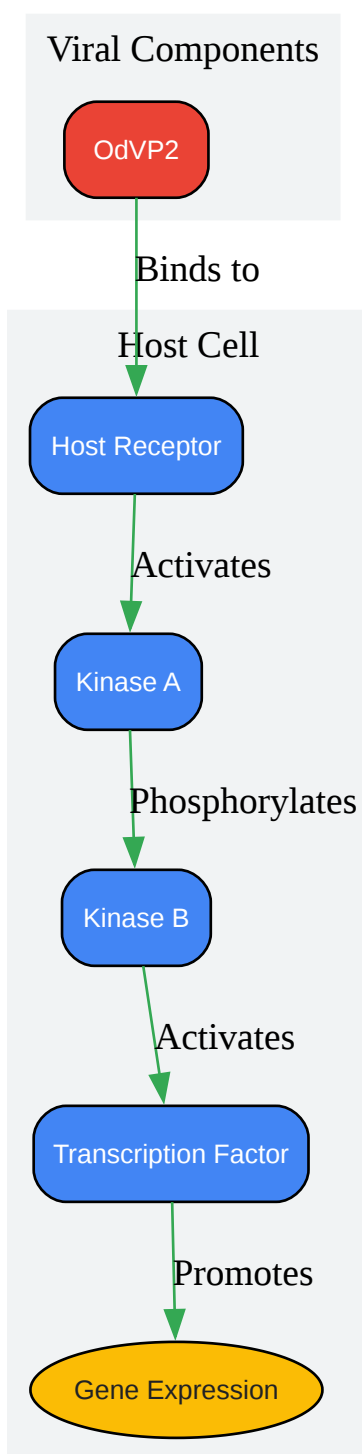 Viral Components
OdVP2
Binds to
Host Cell
Host Receptor
Activates
Kinase A
Phosphorylates
Kinase B
Activates
Transcription Factor
Promotes
Gene Expression